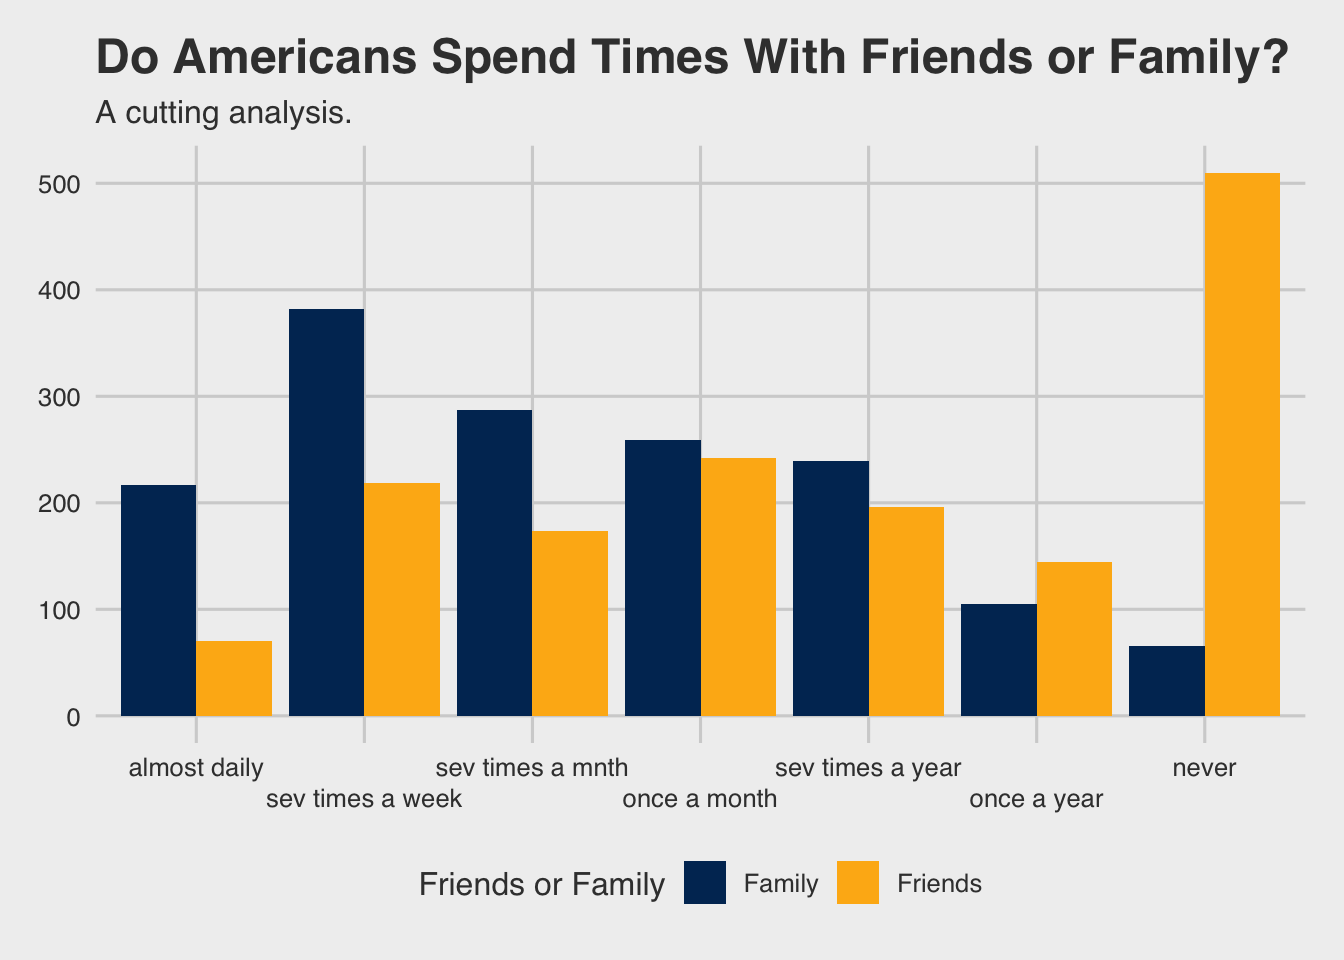 Do Americans Spend Times With Friends or Family?
A cutting analysis.
500
400
300
200
100
0
almost daily
sev times a week
sev times a mnth
once a month
sev times a year
once a year
never
Friends or Family
Family
Friends